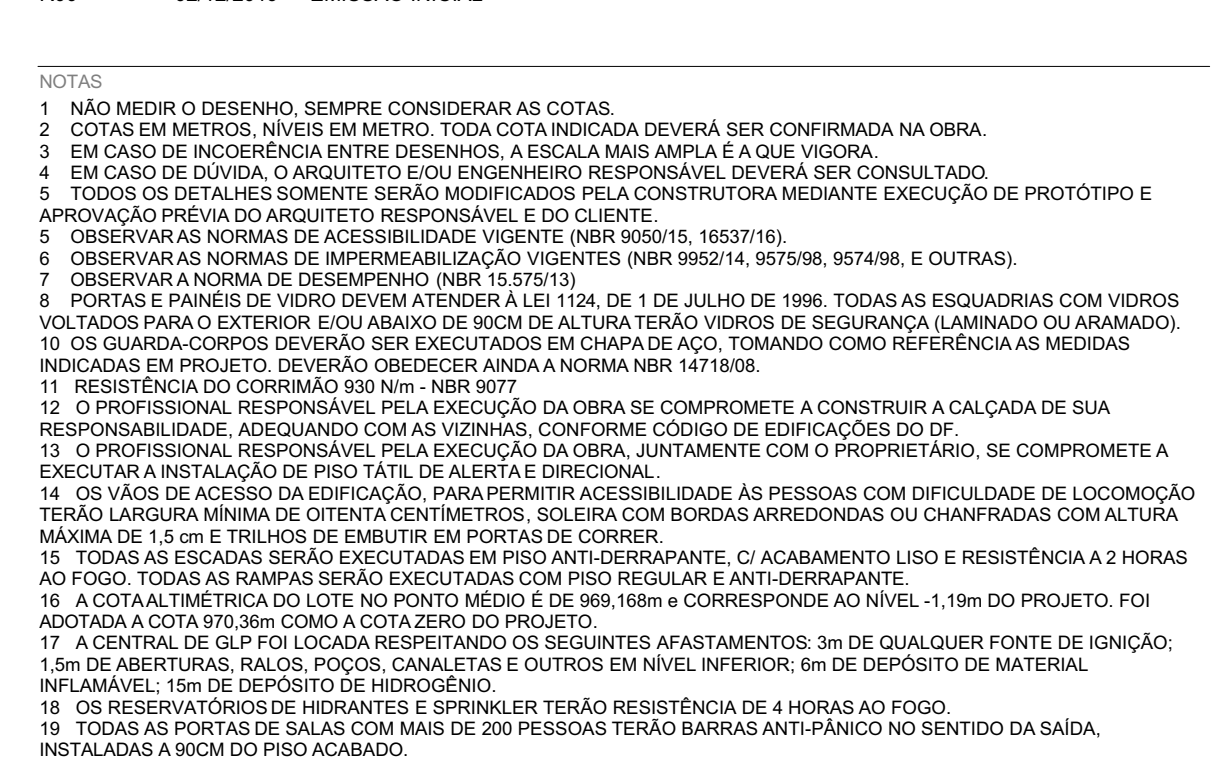 NOTAS
1 NÃO MEDIR O DESENHO, SEMPRE CONSIDERAR AS COTAS.
2 COTAS EM METROS, NÍVEIS EM METRO. TODA COTA INDICADA DEVERÁ SER CONFIRMADA NA OBRA.
3 EM CASO DE INCOERÊNCIA ENTRE DESENHOS, A ESCALA MAIS AMPLA É A QUE VIGORA.
4 EM CASO DE DÚVIDA, O ARQUITETO E/OU ENGENHEIRO RESPONSÁVEL DEVERÁ SER CONSULTADO.
5 TODOS OS DETALHES SOMENTE SERÃO MODIFICADOS PELA CONSTRUTORA MEDIANTE EXECUÇÃO DE PROTÓTIPO E
APROVAÇÃO PRÉVIA DO ARQUITETO RESPONSÁVEL E DO CLIENTE.
5 OBSERVAR AS NORMAS DE ACESSIBILIDADE VIGENTE (NBR 9050/15, 16537/16).
6 OBSERVAR AS NORMAS DE IMPERMEABILIZAÇÃO VIGENTES (NBR 9952/14, 9575/98, 9574/98, E OUTRAS).
7 OBSERVAR A NORMA DE DESEMPENHO (NBR 15.575/13)
8 PORTAS E PAINÉIS DE VIDRO DEVEM ATENDER À LEI 1124, DE 1 DE JULHO DE 1996. TODAS AS ESQUADRIAS COM VIDROS
VOLTADOS PARA O EXTERIOR E/OU ABAIXO DE 90CM DE ALTURA TERÃO VIDROS DE SEGURANÇA (LAMINADO OU ARAMADO).
10 OS GUARDA-CORPOS DEVERÃO SER EXECUTADOS EM CHAPA DE AÇO, TOMANDO COMO REFERÊNCIA AS MEDIDAS
INDICADAS EM PROJETO. DEVERÃO OBEDECER AINDA A NORMA NBR 14718/08.
11 RESISTÊNCIA DO CORRIMÃO 930 N/m - NBR 9077
12 O PROFISSIONAL RESPONSÁVEL PELA EXECUÇÃO DA OBRA SE COMPROMETE A CONSTRUIR A CALÇADA DE SUA
RESPONSABILIDADE, ADEQUANDO COM AS VIZINHAS, CONFORME CÓDIGO DE EDIFICAÇÕES DO DF.
13 O PROFISSIONAL RESPONSÁVEL PELA EXECUÇÃO DA OBRA, JUNTAMENTE COM O PROPRIETÁRIO, SE COMPROMETE A
EXECUTAR A INSTALAÇÃO DE PISO TÁTIL DE ALERTA E DIRECIONAL.
14 OS VÃOS DE ACESSO DA EDIFICAÇÃO, PARA PERMITIR ACESSIBILIDADE ÀS PESSOAS COM DIFICULDADE DE LOCOMOÇÃO
TERÃO LARGURA MÍNIMA DE OITENTA CENTÍMETROS, SOLEIRA COM BORDAS ARREDONDAS OU CHANFRADAS COM ALTURA
MÁXIMA DE 1,5 cm E TRILHOS DE EMBUTIR EM PORTAS DE CORRER.
15 TODAS AS ESCADAS SERÃO EXECUTADAS EM PISO ANTI-DERRAPANTE, C/ ACABAMENTO LISO E RESISTÊNCIA A 2 HORAS
AO FOGO. TODAS AS RAMPAS SERÃO EXECUTADAS COM PISO REGULAR E ANTI-DERRAPANTE.
16 A COTA ALTIMÉTRICA DO LOTE NO PONTO MÉDIO É DE 969,168m e CORRESPONDE AO NÍVEL -1,19m DO PROJETO. FOI
ADOTADA A COTA 970,36m COMO A COTA ZERO DO PROJETO.
17 A CENTRAL DE GLP FOI LOCADA RESPEITANDO OS SEGUINTES AFASTAMENTOS: 3m DE QUALQUER FONTE DE IGNIÇÃO;
1,5m DE ABERTURAS, RALOS, POÇOS, CANALETAS E OUTROS EM NÍVEL INFERIOR; 6m DE DEPÓSITO DE MATERIAL
INFLAMÁVEL; 15m DE DEPÓSITO DE HIDROGÊNIO.
18 OS RESERVATÓRIOS DE HIDRANTES E SPRINKLER TERÃO RESISTÊNCIA DE 4 HORAS AO FOGO.
19 TODAS AS PORTAS DE SALAS COM MAIS DE 200 PESSOAS TERÃO BARRAS ANTI-PÂNICO NO SENTIDO DA SAÍDA,
INSTALADAS A 90CM DO PISO ACABADO.